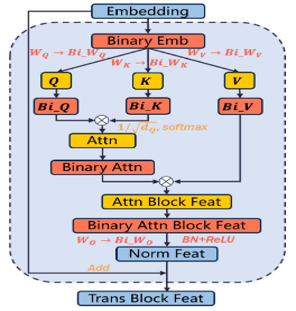 Embedding
Binary Emb
W_Q → Bi_W_Q
W_K → Bi_W_K
W_V → Bi_W_V
Q
K
V
Bi_Q
Bi_K
Bi_V
1/√d_Q, softmax
Attn
Binary Attn
Attn Block Feat
Binary Attn Block Feat
W_O → Bi_W_O
BN+ReLU
Norm Feat
Add
Trans Block Feat